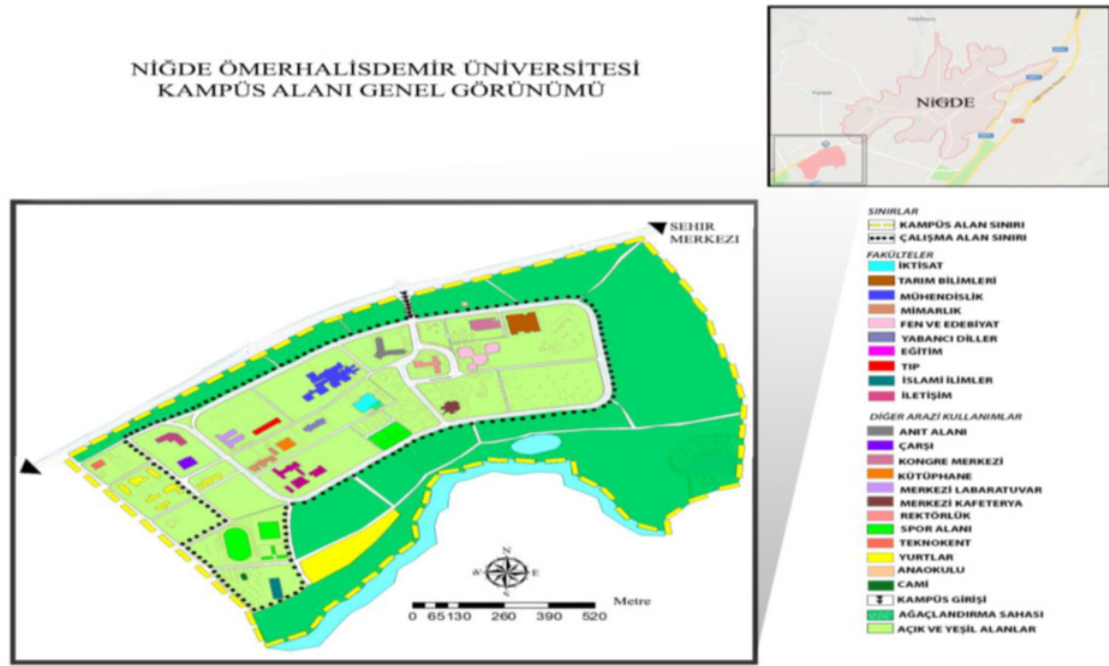 NİĞDE ÖMERHALİSDEMİR ÜNİVERSİTESİ
KAMPÜS ALANI GENEL GÖRÜNÜMÜ
NİĞDE
SEHIR
MERKEZI
N
E
S
W
Metre
0 65 130 260 390 520
SINIRLAR
KAMPÜS ALAN SINIRI
ÇALIŞMA ALAN SINIRI
FAKÜLTELER
İKTİSAT
TARIM BİLİMLERİ
MÜHENDİSLİK
MİMARLIK
FEN VE EDEBİYAT
YABANCI DİLLER
EĞİTİM
TIP
İSLAMİ İLİMLER
İLETİŞİM
DİĞER ARAZİ KULLANIMLAR
ANIT ALANI
ÇARŞI
KONGRE MERKEZİ
KÜTÜPHANE
MERKEZİ LABARATUVAR
MERKEZİ KAFETERYA
REKTÖRLÜK
SPOR ALANI
TEKNOKENT
YURTLAR
ANAOKULU
CAMİ
KAMPÜS GİRİŞİ
AĞAÇLANDIRMA SAHASI
AÇIK VE YEŞİL ALANLAR